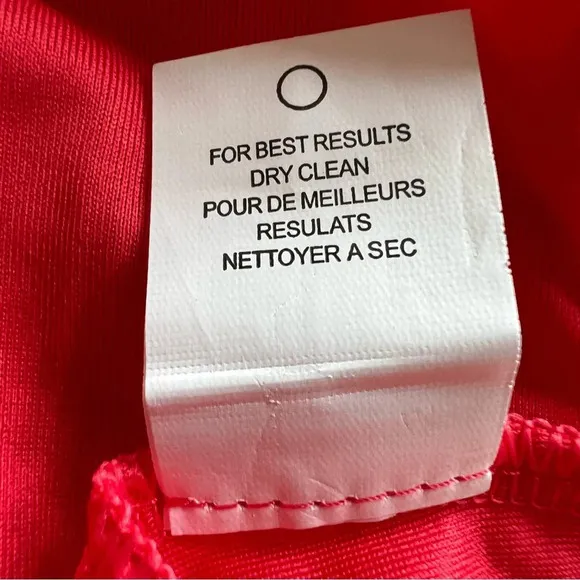 FOR BEST RESULTS
DRY CLEAN
POUR DE MEILLEURS
RESULATS
NETTOYER A SEC